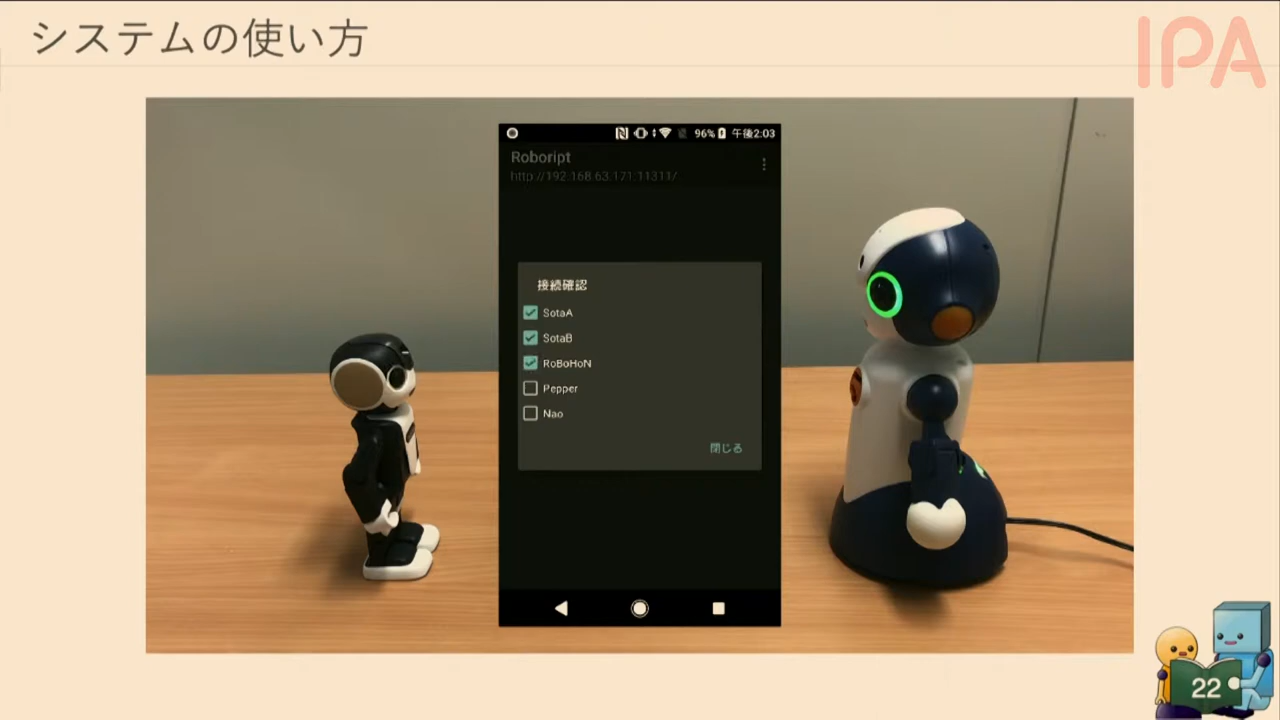 システムの使い方
IPA
96% 午後2:03
Roboript
http://192.168.63.171:11311/
接続確認
SotaA
SotaB
RoBoHoN
Pepper
Nao
閉じる
22